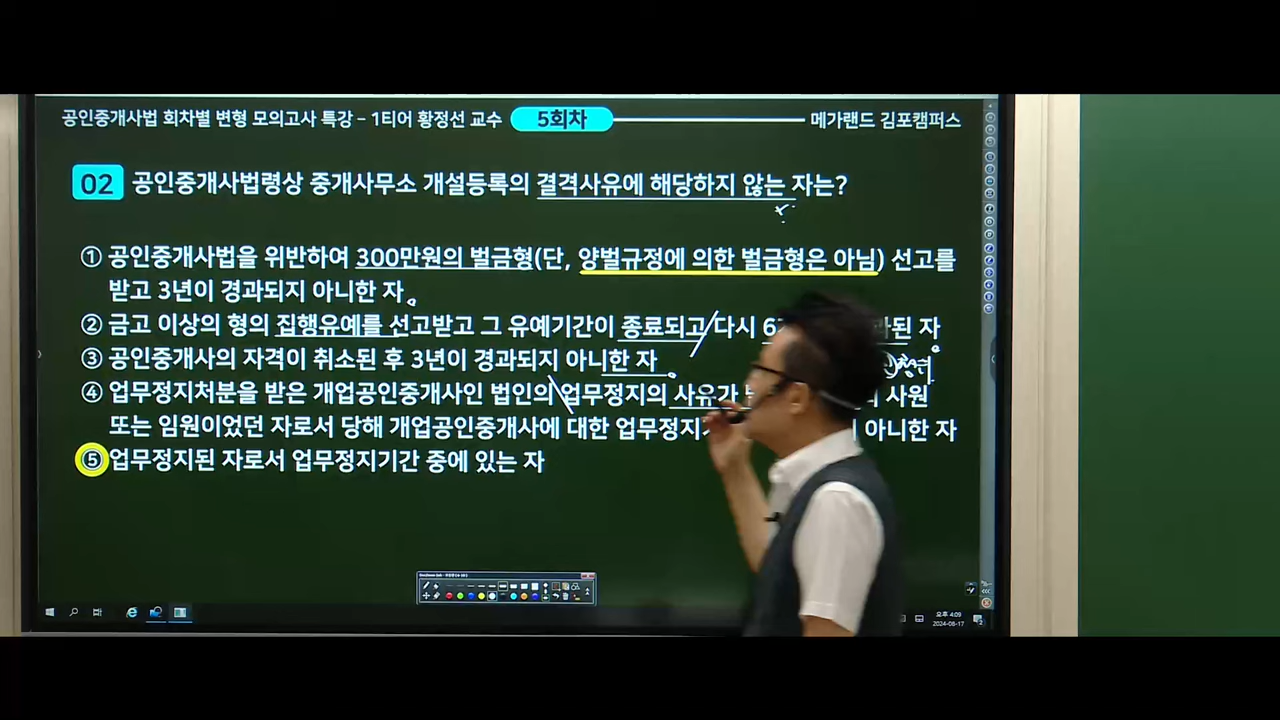 공인중개사법 회차별 변형 모의고사 특강 – 1티어 황정선 교수 5회차 메가랜드 김포캠퍼스
02 공인중개사법령상 중개사무소 개설등록의 결격사유에 해당하지 않는 자는?
① 공인중개사법을 위반하여 300만원의 벌금형(단, 양벌규정에 의한 벌금형은 아님) 선고를
받고 3년이 경과되지 아니한 자
② 금고 이상의 형의 집행유예를 선고받고 그 유예기간이 종료되고 다시 된 자
③ 공인중개사의 자격이 취소된 후 3년이 경과되지 아니한 자
④ 업무정지처분을 받은 개업공인중개사인 법인의 업무정지의 사유가 사원
또는 임원이었던 자로서 당해 개업공인중개사에 대한 업무정지 아니한 자
⑤ 업무정지된 자로서 업무정지기간 중에 있는 자
오후 4:09
2024-08-17